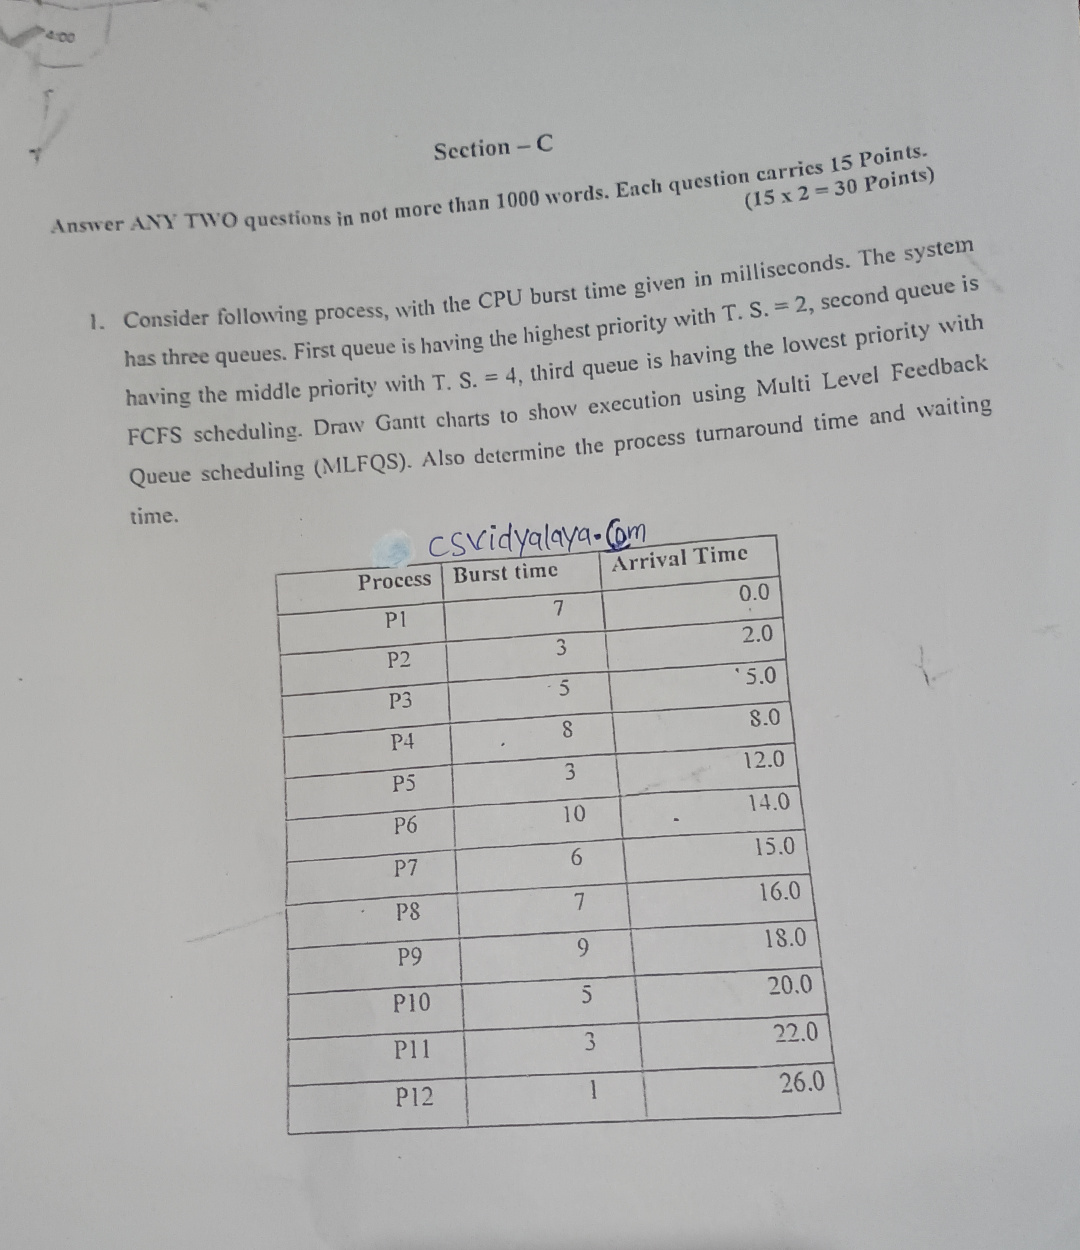 4:00
Section – C
Answer ANY TWO questions in not more than 1000 words. Each question carries 15 Points.
(15 x 2 = 30 Points)
1. Consider following process, with the CPU burst time given in milliseconds. The system
has three queues. First queue is having the highest priority with T. S. = 2, second queue is
having the middle priority with T. S. = 4, third queue is having the lowest priority with
FCFS scheduling. Draw Gantt charts to show execution using Multi Level Feedback
Queue scheduling (MLFQS). Also determine the process turnaround time and waiting
time.
csvidyalaya.com
Process Burst time Arrival Time
P1 7 0.0
P2 3 2.0
P3 5 5.0
P4 8 8.0
P5 3 12.0
P6 10 14.0
P7 6 15.0
P8 7 16.0
P9 9 18.0
P10 5 20.0
P11 3 22.0
P12 1 26.0